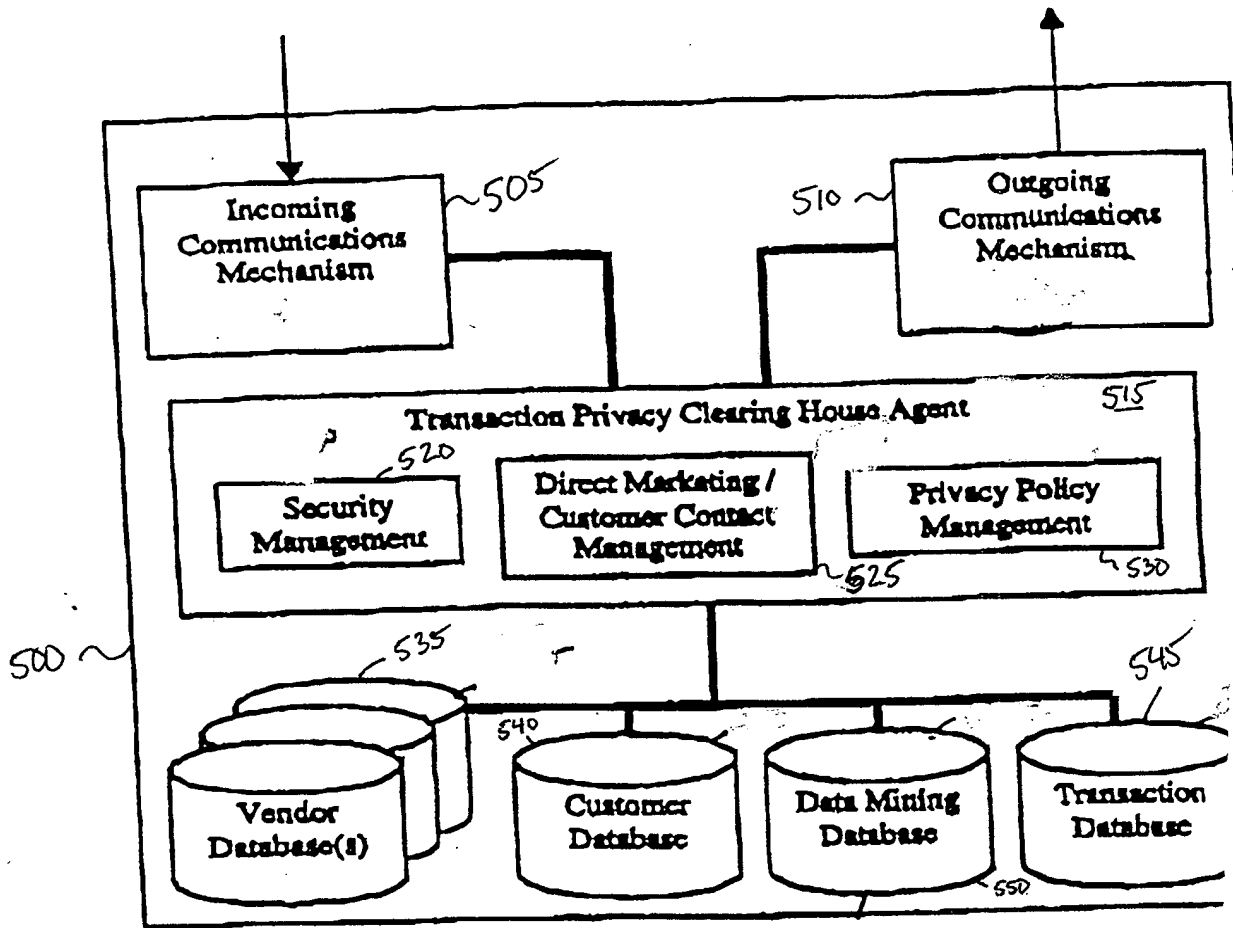 Incoming
Communications
Mechanism
505
510
Outgoing
Communications
Mechanism
Transaction Privacy Clearing House Agent
515
520
Security
Management
Direct Marketing /
Customer Contact
Management
525
Privacy Policy
Management
530
500
535
Vendor
Database(s)
540
Customer
Database
Data Mining
Database
550
545
Transaction
Database